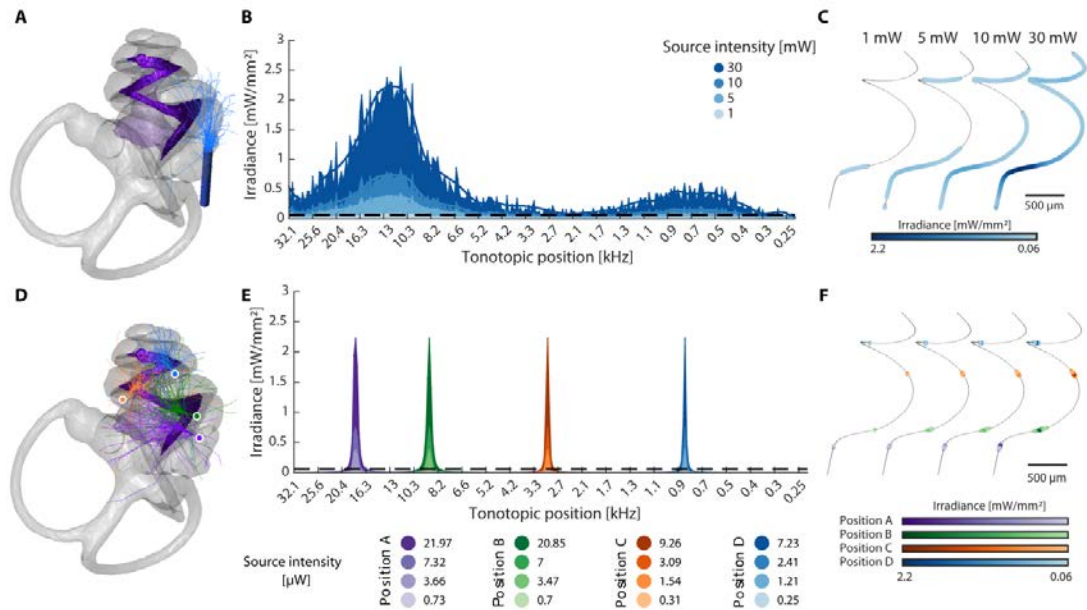 A
B
Irradiance [mW/mm²]
3
2.5
2
1.5
1
0.5
0
32.1 25.6 20.4 16.3 13 10.3 8.2 6.6 5.2 4.2 3.3 2.7 2.1 1.7 1.3 1.1 0.9 0.7 0.5 0.4 0.3 0.25
Tonotopic position [kHz]
Source intensity [mW]
30
10
5
1
C
1 mW 5 mW 10 mW 30 mW
500 µm
Irradiance [mW/mm²]
2.2 0.06
D
E
Irradiance [mW/mm²]
3
2.5
2
1.5
1
0.5
0
32.1 25.6 20.4 16.3 13 10.3 8.2 6.6 5.2 4.2 3.3 2.7 2.1 1.7 1.3 1.1 0.9 0.7 0.5 0.4 0.3 0.25
Tonotopic position [kHz]
Source intensity
[µW]
Position A
21.97
7.32
3.66
0.73
Position B
20.85
7
3.47
0.7
Position C
9.26
3.09
1.54
0.31
Position D
7.23
2.41
1.21
0.25
F
500 µm
Irradiance [mW/mm²]
Position A
Position B
Position C
Position D
2.2 0.06